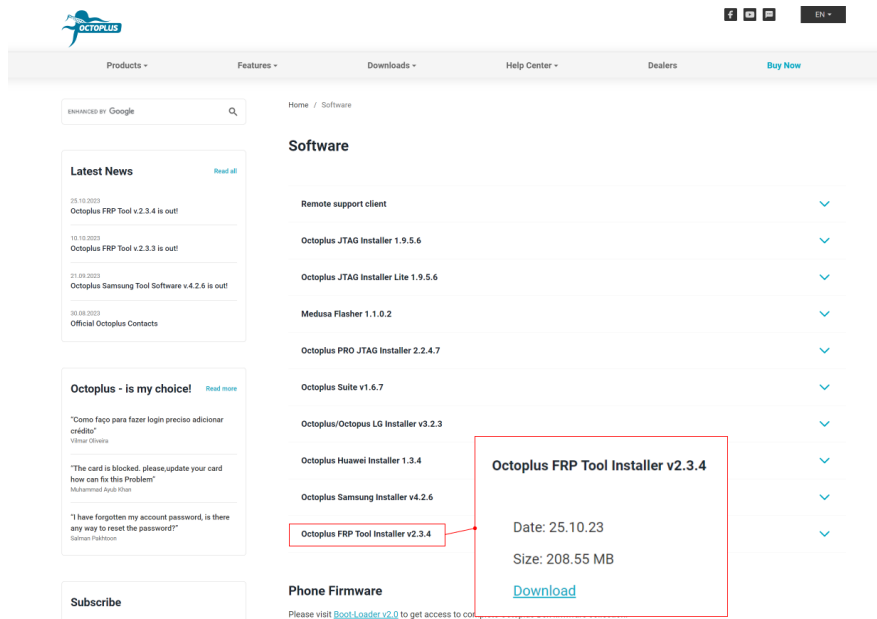 OCTOPLUS
EN
Products
Features
Downloads
Help Center
Dealers
Buy Now
ENHANCED BY Google
Home / Software
Software
Latest News
Read all
25.10.2023
Octoplus FRP Tool v.2.3.4 is out!
10.10.2023
Octoplus FRP Tool v.2.3.3 is out!
21.09.2023
Octoplus Samsung Tool Software v.4.2.6 is out!
30.08.2023
Official Octoplus Contacts
Octoplus - is my choice!
Read more
"Como faço para fazer login preciso adicionar
crédito"
Vilmar Oliveira
"The card is blocked. please,update your card
how can fix this Problem"
Muhammad Ayub Khan
"I have forgotten my account password, is there
any way to reset the password?"
Salman Pakhtoon
Subscribe
Remote support client
Octoplus JTAG Installer 1.9.5.6
Octoplus JTAG Installer Lite 1.9.5.6
Medusa Flasher 1.1.0.2
Octoplus PRO JTAG Installer 2.2.4.7
Octoplus Suite v1.6.7
Octoplus/Octopus LG Installer v3.2.3
Octoplus Huawei Installer 1.3.4
Octoplus Samsung Installer v4.2.6
Octoplus FRP Tool Installer v2.3.4
Octoplus FRP Tool Installer v2.3.4
Date: 25.10.23
Size: 208.55 MB
Download
Phone Firmware
Please visit Boot-Loader v2.0 to get access to